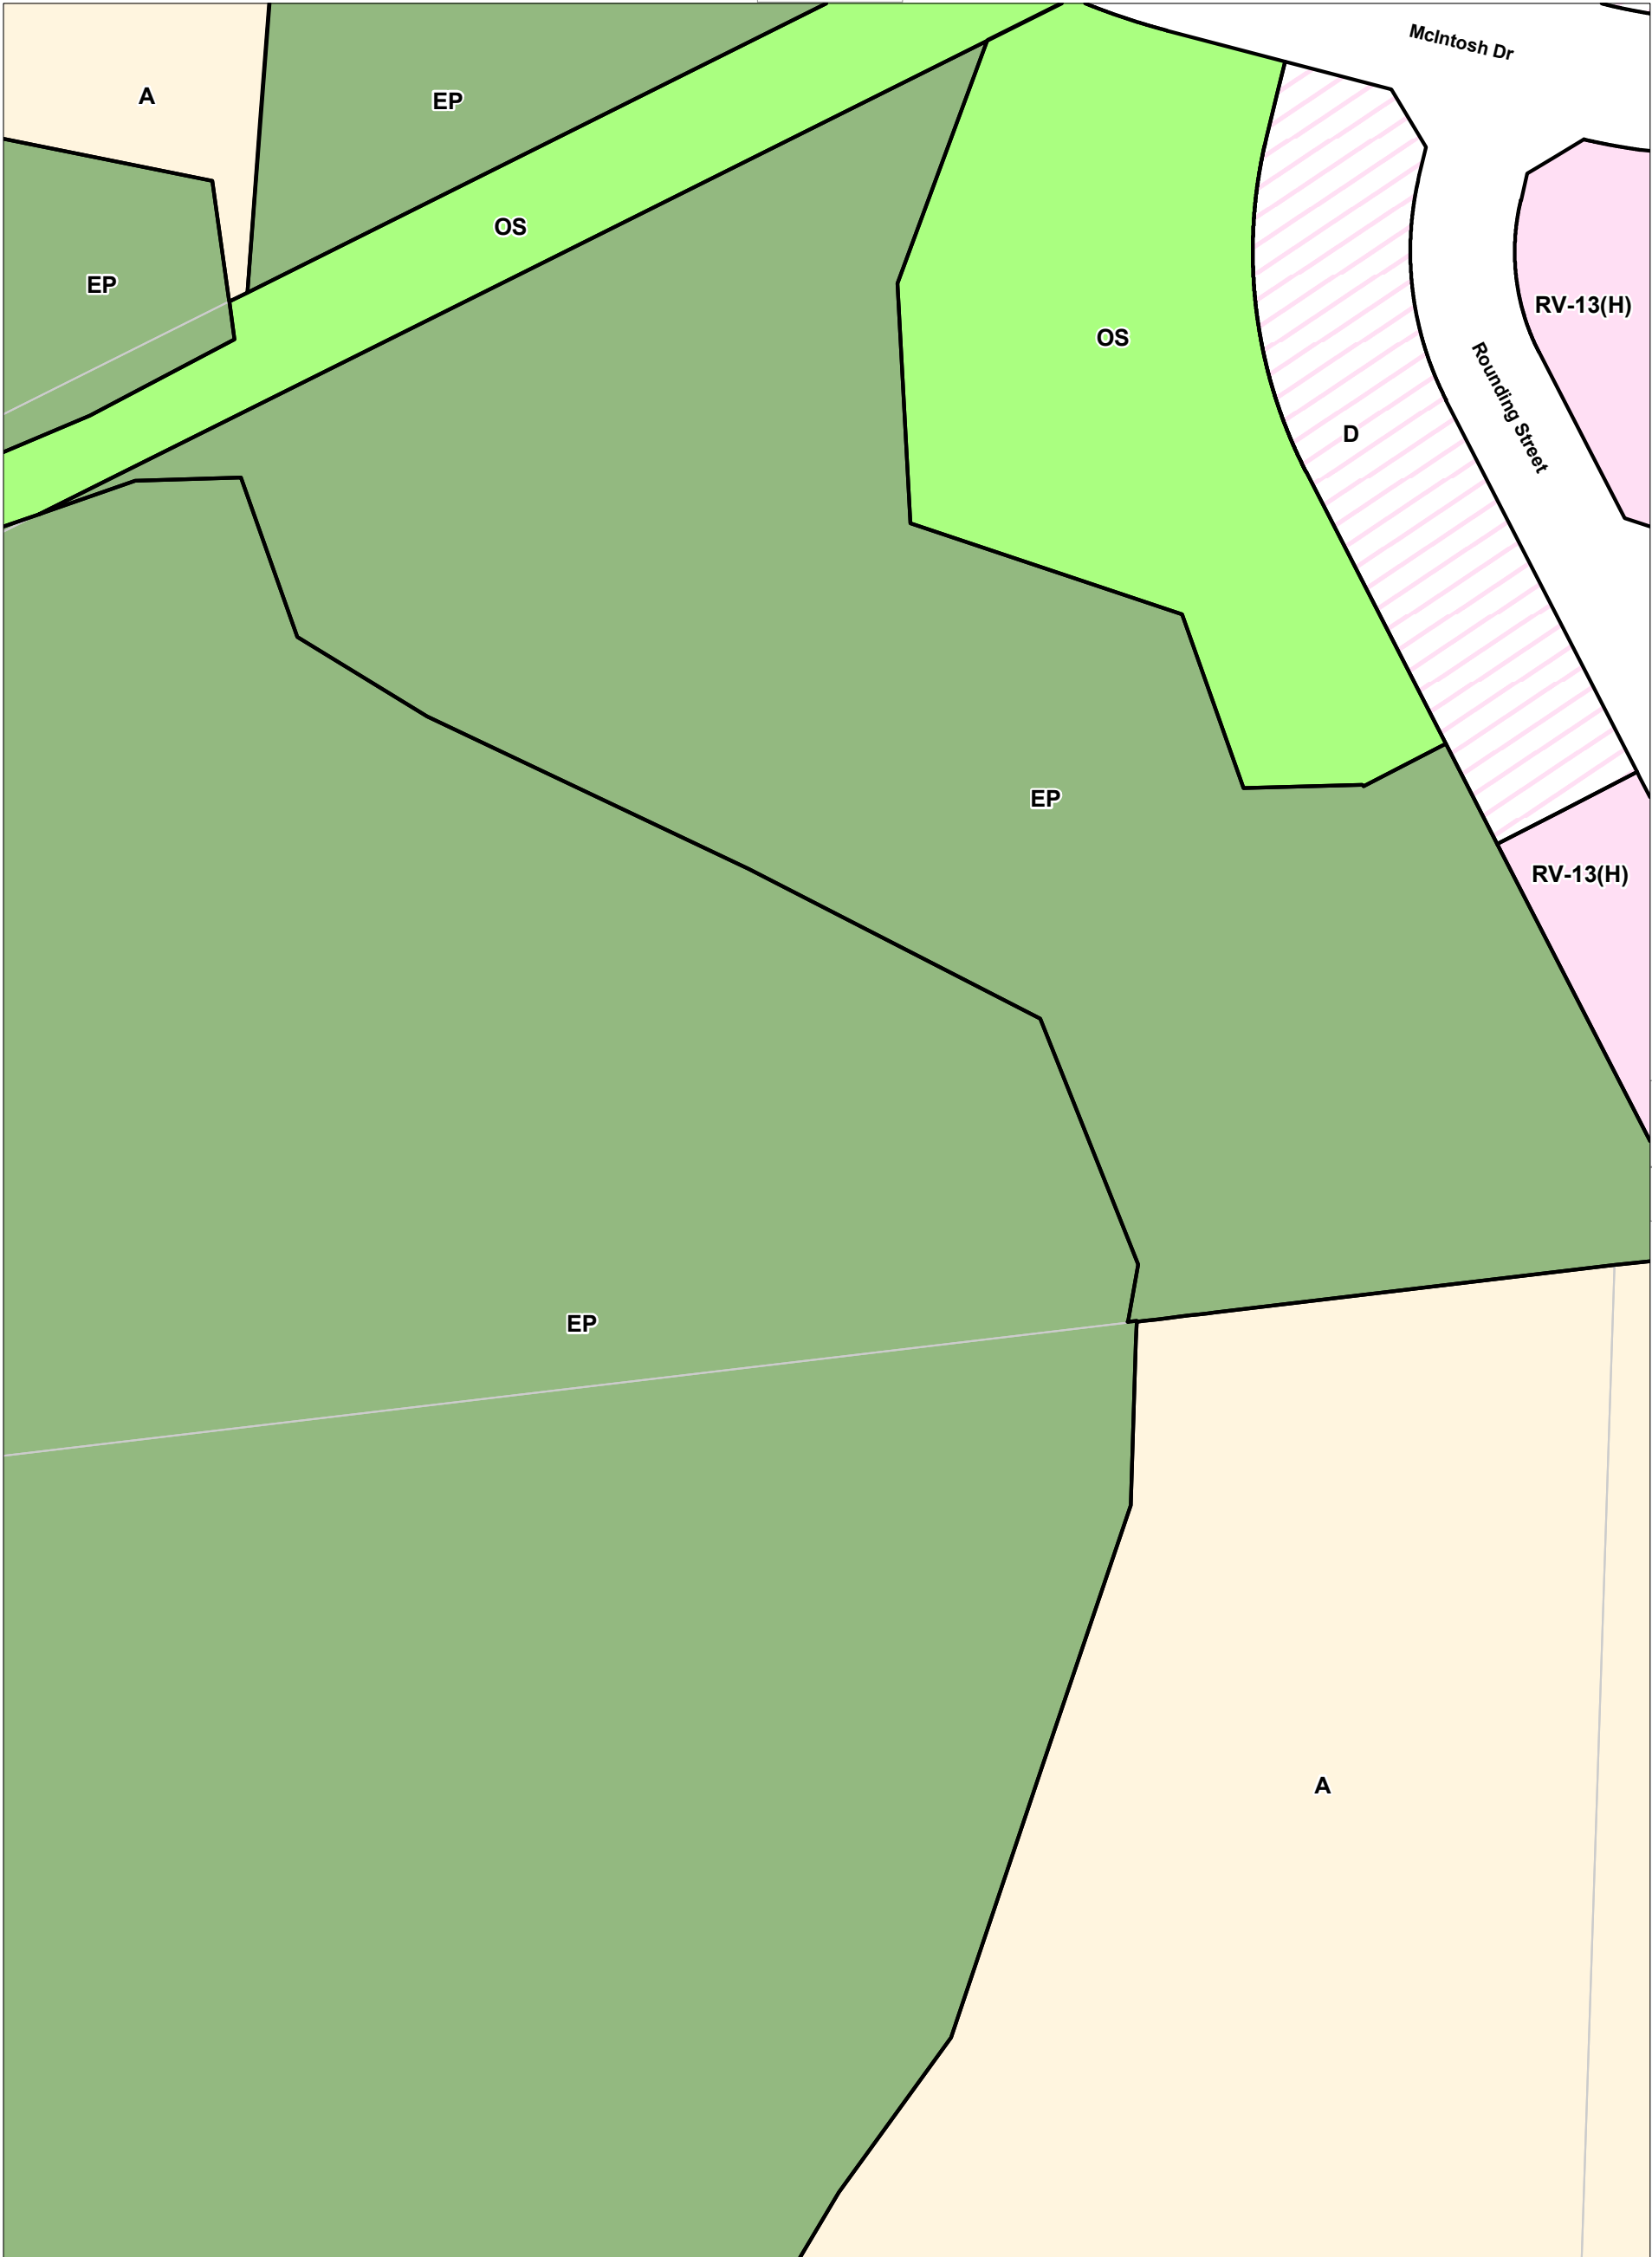 McIntosh Dr
A
EP
OS
EP
RV-13(H)
OS
Rounding Street
D
EP
RV-13(H)
EP
A